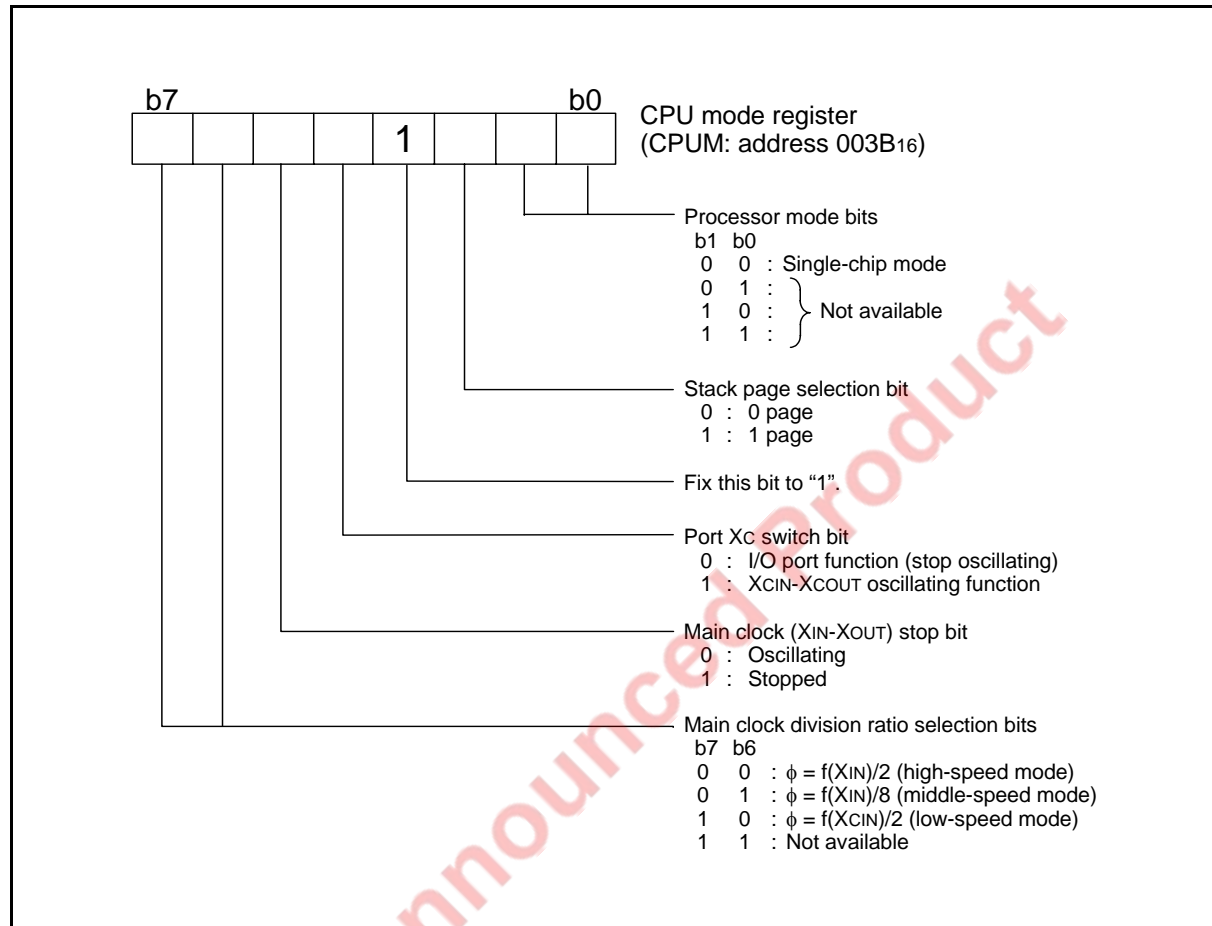 b7 b0
1
CPU mode register
(CPUM: address 003B16)
Processor mode bits
b1 b0
0 0 : Single-chip mode
0 1 :
1 0 : Not available
1 1 :
Stack page selection bit
0 : 0 page
1 : 1 page
Fix this bit to “1”.
Port XC switch bit
0 : I/O port function (stop oscillating)
1 : XCIN-XCOUT oscillating function
Main clock (XIN-XOUT) stop bit
0 : Oscillating
1 : Stopped
Main clock division ratio selection bits
b7 b6
0 0 : ϕ = f(XIN)/2 (high-speed mode)
0 1 : ϕ = f(XIN)/8 (middle-speed mode)
1 0 : ϕ = f(XCIN)/2 (low-speed mode)
1 1 : Not available
nnounced Product